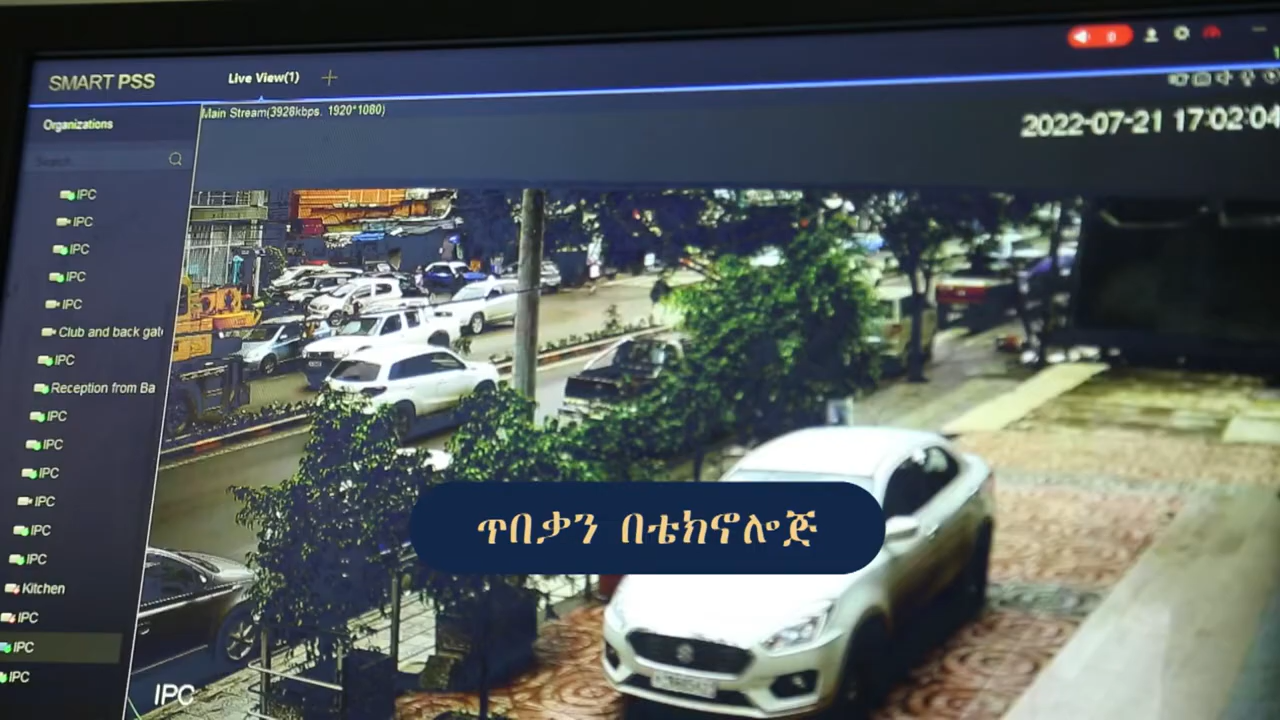 SMART PSS
Live View(1)
Organizations
Main Stream(3928kbps. 1920*1080)
2022-07-21 17:02:04
IPC
IPC
IPC
IPC
IPC
Club and back gate
IPC
Reception from Ba
IPC
IPC
IPC
IPC
IPC
IPC
Kitchen
IPC
IPC
IPC
IPC
ጥበቃን በቴክኖሎጅ